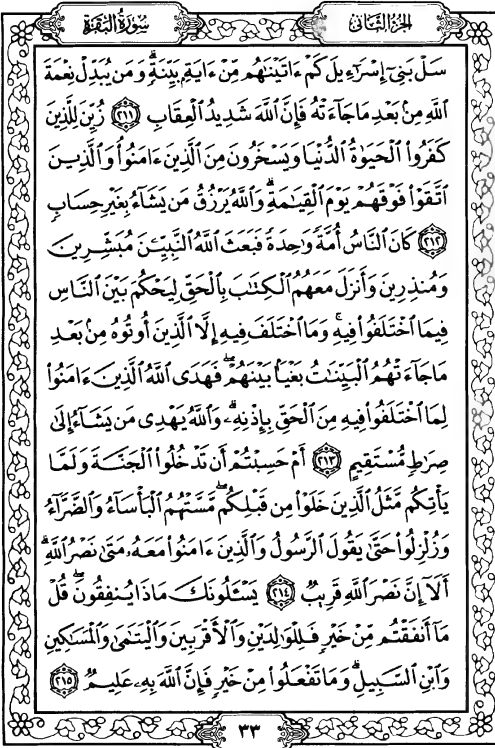 الجزء الثاني
سورة البقرة
سَلْ بَنِىٓ إِسْرَٰٓءِيلَ كَمْ ءَاتَيْنَٰهُم مِّنْ ءَايَةٍۭ بَيِّنَةٍۗ وَمَن يُبَدِّلْ نِعْمَةَ
ٱللَّهِ مِنۢ بَعْدِ مَا جَآءَتْهُ فَإِنَّ ٱللَّهَ شَدِيدُ ٱلْعِقَابِ ٢١١ زُيِّنَ لِلَّذِينَ
كَفَرُوا۟ ٱلْحَيَوٰةُ ٱلدُّنْيَا وَيَسْخَرُونَ مِنَ ٱلَّذِينَ ءَامَنُوا۟ۘ وَٱلَّذِينَ
ٱتَّقَوْا۟ فَوْقَهُمْ يَوْمَ ٱلْقِيَٰمَةِۗ وَٱللَّهُ يَرْزُقُ مَن يَشَآءُ بِغَيْرِ حِسَابٍ
٢١٢ كَانَ ٱلنَّاسُ أُمَّةً وَٰحِدَةً فَبَعَثَ ٱللَّهُ ٱلنَّبِيِّـۧنَ مُبَشِّرِينَ
وَمُنذِرِينَ وَأَنزَلَ مَعَهُمُ ٱلْكِتَٰبَ بِٱلْحَقِّ لِيَحْكُمَ بَيْنَ ٱلنَّاسِ
فِيمَا ٱخْتَلَفُوا۟ فِيهِۚ وَمَا ٱخْتَلَفَ فِيهِ إِلَّا ٱلَّذِينَ أُوتُوهُ مِنۢ بَعْدِ
مَا جَآءَتْهُمُ ٱلْبَيِّنَٰتُ بَغْيًۢا بَيْنَهُمْۖ فَهَدَى ٱللَّهُ ٱلَّذِينَ ءَامَنُوا۟
لِمَا ٱخْتَلَفُوا۟ فِيهِ مِنَ ٱلْحَقِّ بِإِذْنِهِۦۗ وَٱللَّهُ يَهْدِى مَن يَشَآءُ إِلَىٰ
صِرَٰطٍ مُّسْتَقِيمٍ ٢١٣ أَمْ حَسِبْتُمْ أَن تَدْخُلُوا۟ ٱلْجَنَّةَ وَلَمَّا
يَأْتِكُم مَّثَلُ ٱلَّذِينَ خَلَوْا۟ مِن قَبْلِكُمۖ مَّسَّتْهُمُ ٱلْبَأْسَآءُ وَٱلضَّرَّآءُ
وَزُلْزِلُوا۟ حَتَّىٰ يَقُولَ ٱلرَّسُولُ وَٱلَّذِينَ ءَامَنُوا۟ مَعَهُۥ مَتَىٰ نَصْرُ ٱللَّهِۗ
أَلَآ إِنَّ نَصْرَ ٱللَّهِ قَرِيبٌ ٢١٤ يَسْـَٔلُونَكَ مَاذَا يُنفِقُونَۖ قُلْ
مَآ أَنفَقْتُم مِّنْ خَيْرٍ فَلِلْوَٰلِدَيْنِ وَٱلْأَقْرَبِينَ وَٱلْيَتَٰمَىٰ وَٱلْمَسَٰكِينِ
وَٱبْنِ ٱلسَّبِيلِۗ وَمَا تَفْعَلُوا۟ مِنْ خَيْرٍ فَإِنَّ ٱللَّهَ بِهِۦ عَلِيمٌ ٢١٥
٣٣